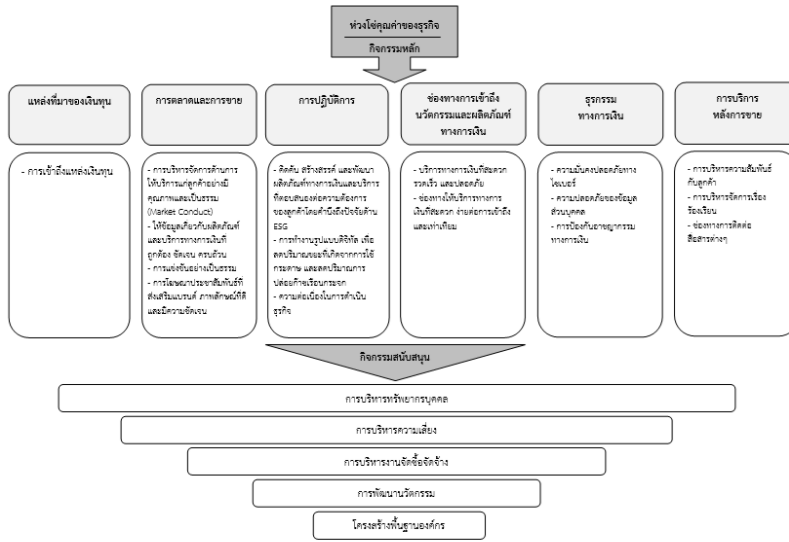 ห่วงโซ่คุณค่าของธุรกิจ
กิจกรรมหลัก
แหล่งที่มาของเงินทุน
- การเข้าถึงแหล่งเงินทุน
การตลาดและการขาย
- การบริหารจัดการด้านการ
ให้บริการแก่ลูกค้าอย่างมี
คุณภาพและเป็นธรรม
(Market Conduct)
- ให้ข้อมูลเกี่ยวกับผลิตภัณฑ์
และบริการทางการเงินที่
ถูกต้อง ชัดเจน ครบถ้วน
- การแข่งขันอย่างเป็นธรรม
- การโฆษณาประชาสัมพันธ์ที่
ส่งเสริมแบรนด์ ภาพลักษณ์ที่ดี
และมีความชัดเจน
การปฏิบัติการ
- คิดค้น สร้างสรรค์ และพัฒนา
ผลิตภัณฑ์ทางการเงินและบริการ
ที่ตอบสนองต่อความต้องการ
ของลูกค้าโดยคำนึงถึงปัจจัยด้าน
ESG
- การทำงานรูปแบบดิจิทัล เพื่อ
ลดปริมาณขยะที่เกิดจากการใช้
กระดาษ และลดปริมาณการ
ปล่อยก๊าซเรือนกระจก
- ความต่อเนื่องในการดำเนิน
ธุรกิจ
ช่องทางการเข้าถึง
นวัตกรรมและผลิตภัณฑ์
ทางการเงิน
- บริการทางการเงินที่สะดวก
รวดเร็ว และปลอดภัย
- ช่องทางให้บริการทางการ
เงินที่สะดวก ง่ายต่อการเข้าถึง
และเท่าเทียม
ธุรกรรม
ทางการเงิน
- ความมั่นคงปลอดภัยทาง
ไซเบอร์
- ความปลอดภัยของข้อมูล
ส่วนบุคคล
- การป้องกันอาชญากรรม
ทางการเงิน
การบริการ
หลังการขาย
- การบริหารความสัมพันธ์
กับลูกค้า
- การบริหารจัดการเรื่อง
ร้องเรียน
- ช่องทางการติดต่อ
สื่อสารต่างๆ
กิจกรรมสนับสนุน
การบริหารทรัพยากรบุคคล
การบริหารความเสี่ยง
การบริหารงานจัดซื้อจัดจ้าง
การพัฒนานวัตกรรม
โครงสร้างพื้นฐานองค์กร